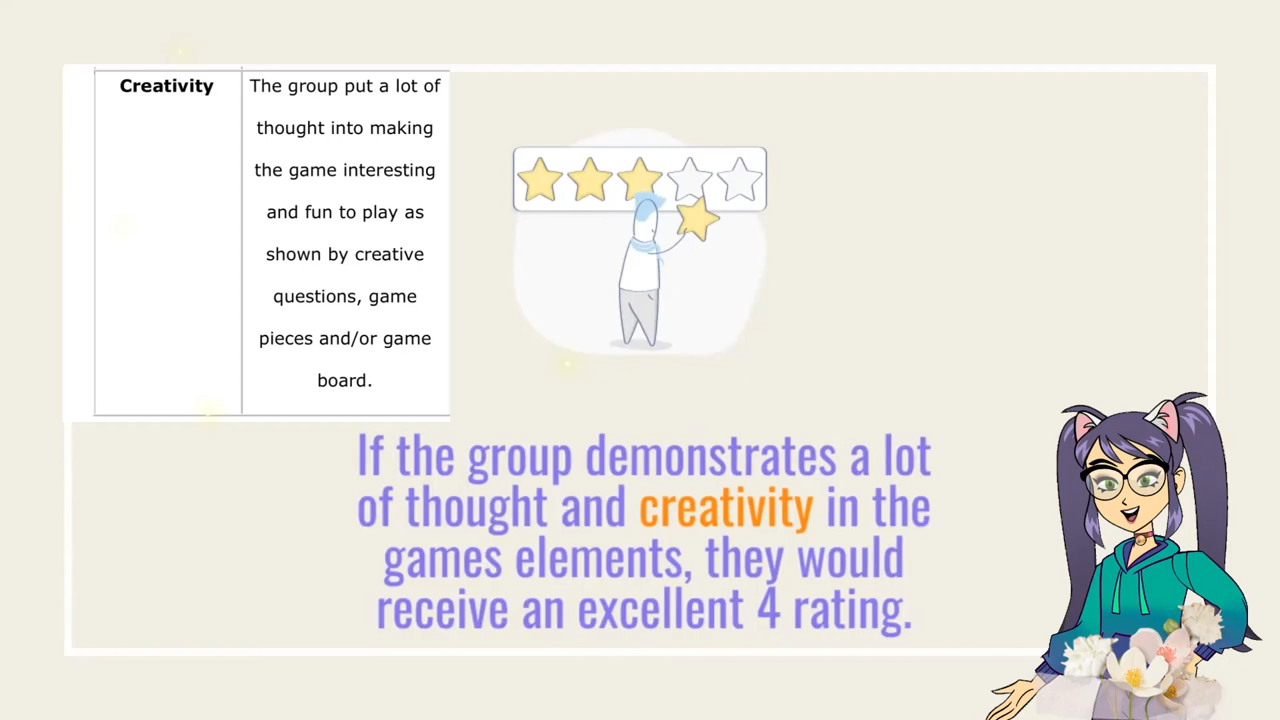 Creativity
The group put a lot of
thought into making
the game interesting
and fun to play as
shown by creative
questions, game
pieces and/or game
board.
If the group demonstrates a lot
of thought and creativity in the
games elements, they would
receive an excellent 4 rating.